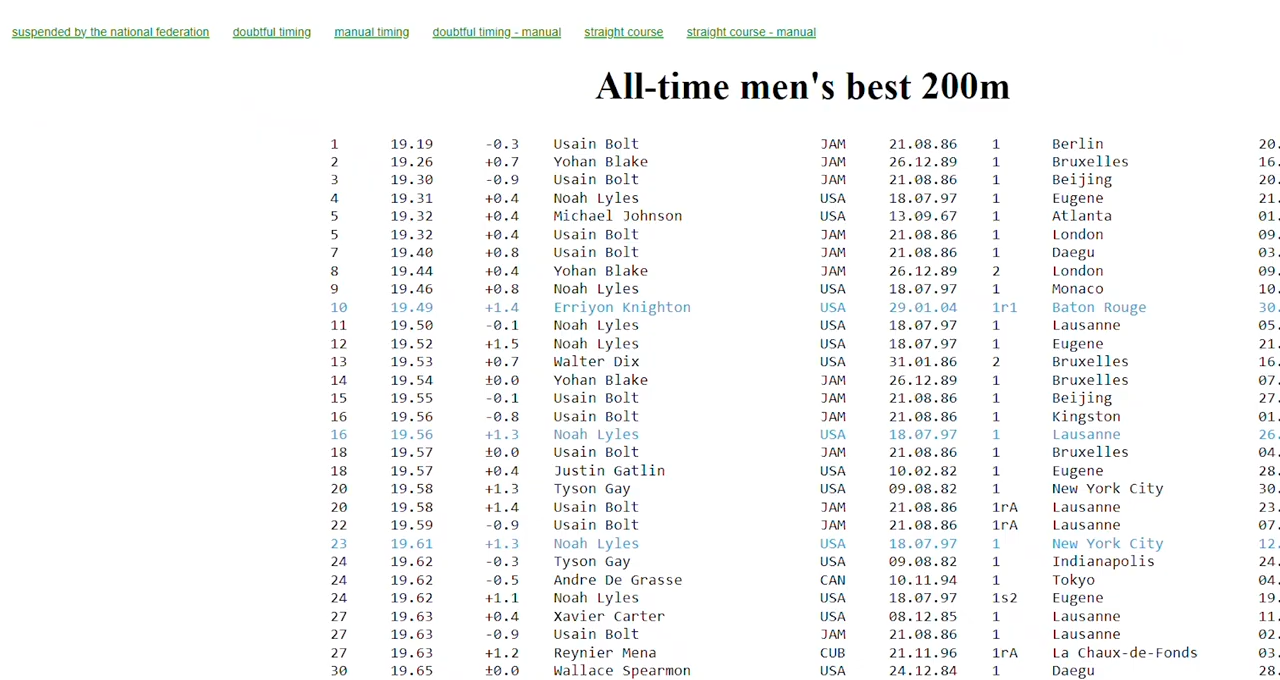 suspended by the national federation doubtful timing manual timing doubtful timing - manual straight course straight course - manual
All-time men's best 200m
1 19.19 -0.3 Usain Bolt JAM 21.08.86 1 Berlin 20.
2 19.26 +0.7 Yohan Blake JAM 26.12.89 1 Bruxelles 16.
3 19.30 -0.9 Usain Bolt JAM 21.08.86 1 Beijing 20.
4 19.31 +0.4 Noah Lyles USA 18.07.97 1 Eugene 21.
5 19.32 +0.4 Michael Johnson USA 13.09.67 1 Atlanta 01.
5 19.32 +0.4 Usain Bolt JAM 21.08.86 1 London 09.
7 19.40 +0.8 Usain Bolt JAM 21.08.86 1 Daegu 03.
8 19.44 +0.4 Yohan Blake JAM 26.12.89 2 London 09.
9 19.46 +0.8 Noah Lyles USA 18.07.97 1 Monaco 10.
10 19.49 +1.4 Erriyon Knighton USA 29.01.04 1r1 Baton Rouge 30.
11 19.50 -0.1 Noah Lyles USA 18.07.97 1 Lausanne 05.
12 19.52 +1.5 Noah Lyles USA 18.07.97 1 Eugene 21.
13 19.53 +0.7 Walter Dix USA 31.01.86 2 Bruxelles 16.
14 19.54 ±0.0 Yohan Blake JAM 26.12.89 1 Bruxelles 07.
15 19.55 -0.1 Usain Bolt JAM 21.08.86 1 Beijing 27.
16 19.56 -0.8 Usain Bolt JAM 21.08.86 1 Kingston 01.
16 19.56 +1.3 Noah Lyles USA 18.07.97 1 Lausanne 26.
18 19.57 ±0.0 Usain Bolt JAM 21.08.86 1 Bruxelles 04.
18 19.57 +0.4 Justin Gatlin USA 10.02.82 1 Eugene 28.
20 19.58 +1.3 Tyson Gay USA 09.08.82 1 New York City 30.
20 19.58 +1.4 Usain Bolt JAM 21.08.86 1rA Lausanne 23.
22 19.59 -0.9 Usain Bolt JAM 21.08.86 1rA Lausanne 07.
23 19.61 +1.3 Noah Lyles USA 18.07.97 1 New York City 12.
24 19.62 -0.3 Tyson Gay USA 09.08.82 1 Indianapolis 24.
24 19.62 -0.5 Andre De Grasse CAN 10.11.94 1 Tokyo 04.
24 19.62 +1.1 Noah Lyles USA 18.07.97 1s2 Eugene 19.
27 19.63 +0.4 Xavier Carter USA 08.12.85 1 Lausanne 11.
27 19.63 -0.9 Usain Bolt JAM 21.08.86 1 Lausanne 02.
27 19.63 +1.2 Reynier Mena CUB 21.11.96 1rA La Chaux-de-Fonds 03.
30 19.65 ±0.0 Wallace Spearmon USA 24.12.84 1 Daegu 28.